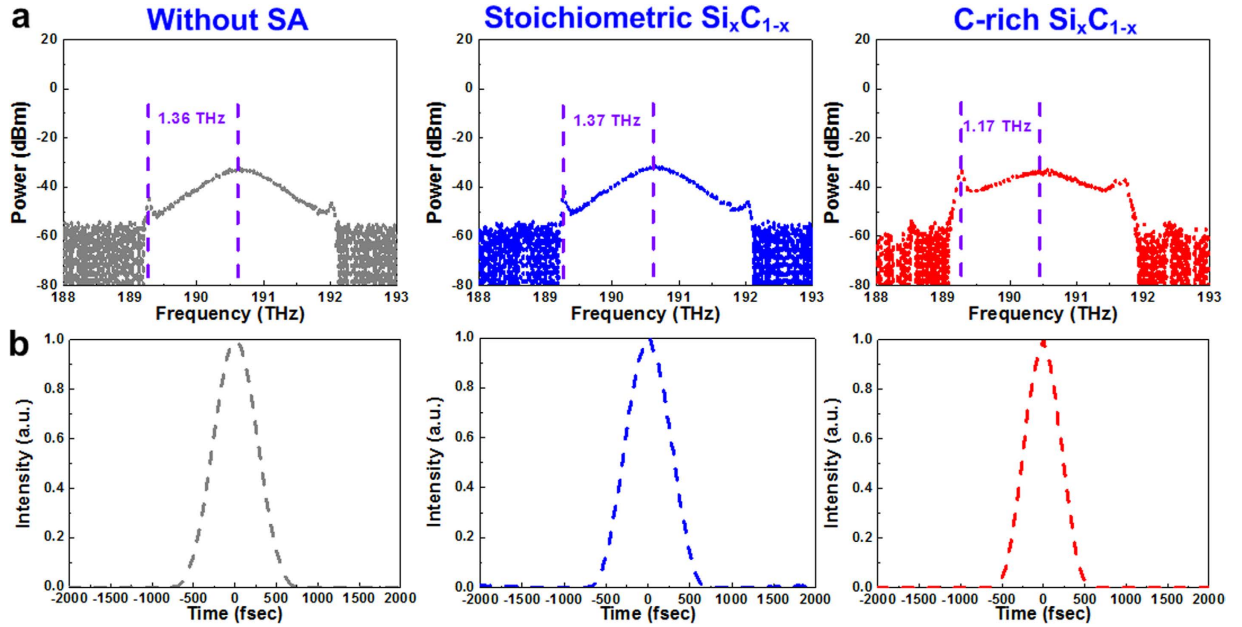 a
Without SA
Stoichiometric SiₓC₁₋ₓ
C-rich SiₓC₁₋ₓ
20
0
-20
-40
-60
-80
Power (dBm)
1.36 THz
188 189 190 191 192 193
Frequency (THz)
20
0
-20
-40
-60
-80
Power (dBm)
1.37 THz
188 189 190 191 192 193
Frequency (THz)
20
0
-20
-40
-60
-80
Power (dBm)
1.17 THz
188 189 190 191 192 193
Frequency (THz)
b
1.0
0.8
0.6
0.4
0.2
0.0
Intensity (a.u.)
-2000 -1500 -1000 -500 0 500 1000 1500 2000
Time (fsec)
1.0
0.8
0.6
0.4
0.2
0.0
Intensity (a.u.)
-2000 -1500 -1000 -500 0 500 1000 1500 2000
Time (fsec)
1.0
0.8
0.6
0.4
0.2
0.0
Intensity (a.u.)
-2000 -1500 -1000 -500 0 500 1000 1500 2000
Time (fsec)